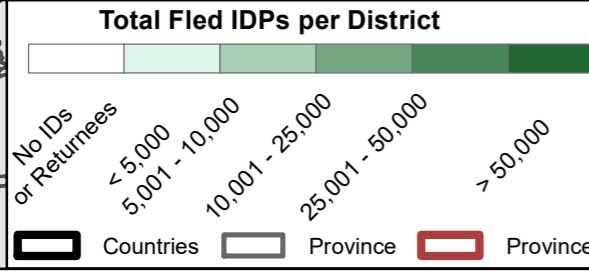 Total Fled IDPs per District
No IDs
or Returnees
< 5,000
5,001 - 10,000
10,001 - 25,000
25,001 - 50,000
> 50,000
Countries
Province
Province